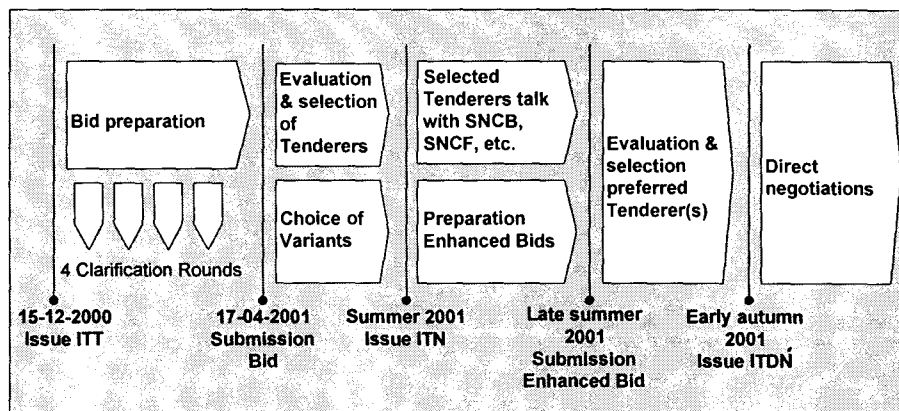 Bid preparation
4 Clarification Rounds
Evaluation
& selection
of
Tenderers
Choice of
Variants
Selected
Tenderers talk
with SNCB,
SNCF, etc.
Preparation
Enhanced Bids
Evaluation &
selection
preferred
Tenderer(s)
Direct
negotiations
15-12-2000
Issue ITT
17-04-2001
Submission
Bid
Summer 2001
Issue ITN
Late summer
2001
Submission
Enhanced Bid
Early autumn
2001
Issue ITDN